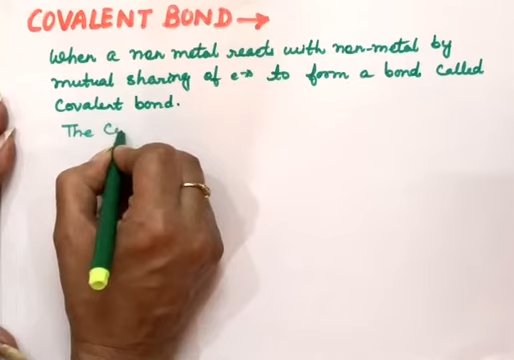 COVALENT BOND →
When a non metal reacts with non-metal by
mutual sharing of e-s to form a bond called
Covalent bond.
The C